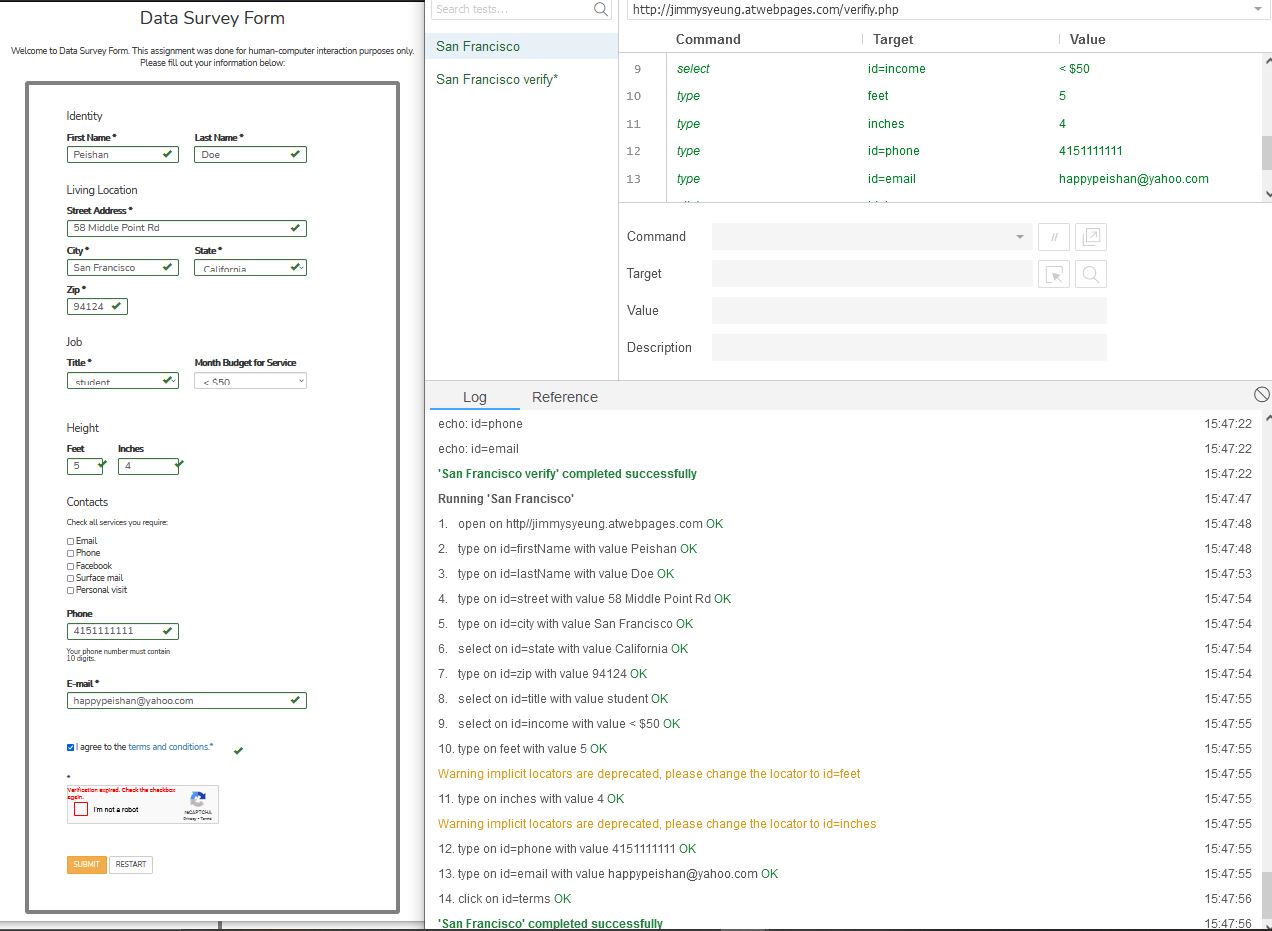 Data Survey Form
Welcome to Data Survey Form. This assignment was done for human-computer interaction purposes only.
Please fill out your information below:
Identity
First Name * Last Name *
Peishan Doe
Living Location
Street Address *
58 Middle Point Rd
City * State *
San Francisco California
Zip *
94124
Job
Title * Month Budget for Service
student < $50
Height
Feet Inches
5 4
Contacts
Check all services you require:
Email
Phone
Facebook
Surface mail
Personal visit
Phone
4151111111
Your phone number must contain
10 digits.
E-mail *
happypeishan@yahoo.com
I agree to the terms and conditions.*
*
Verification expired. Check the checkbox
again.
I'm not a robot
reCAPTCHA
Privacy - Terms
SUBMIT RESTART
Search tests...
http://jimmysyeung.atwebpages.com/verifiy.php
San Francisco
San Francisco verify*
Command Target Value
9 select id=income < $50
10 type feet 5
11 type inches 4
12 type id=phone 4151111111
13 type id=email happypeishan@yahoo.com
Command //
Target
Value
Description
Log Reference
echo: id=phone 15:47:22
echo: id=email 15:47:22
'San Francisco verify' completed successfully 15:47:22
Running 'San Francisco' 15:47:47
1. open on http//jimmysyeung.atwebpages.com OK 15:47:48
2. type on id=firstName with value Peishan OK 15:47:48
3. type on id=lastName with value Doe OK 15:47:53
4. type on id=street with value 58 Middle Point Rd OK 15:47:54
5. type on id=city with value San Francisco OK 15:47:54
6. select on id=state with value California OK 15:47:54
7. type on id=zip with value 94124 OK 15:47:54
8. select on id=title with value student OK 15:47:55
9. select on id=income with value < $50 OK 15:47:55
10. type on feet with value 5 OK 15:47:55
Warning implicit locators are deprecated, please change the locator to id=feet 15:47:55
11. type on inches with value 4 OK 15:47:55
Warning implicit locators are deprecated, please change the locator to id=inches 15:47:55
12. type on id=phone with value 4151111111 OK 15:47:55
13. type on id=email with value happypeishan@yahoo.com OK 15:47:55
14. click on id=terms OK 15:47:56
'San Francisco' completed successfully 15:47:56